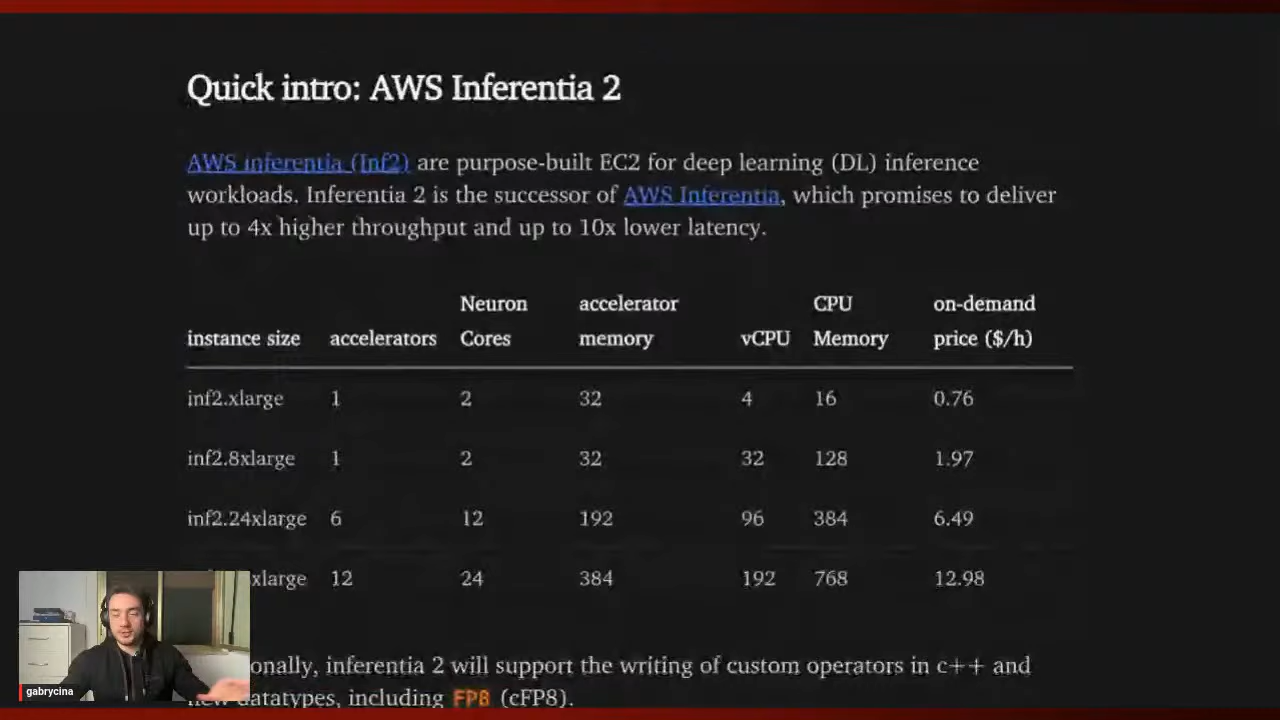 Quick intro: AWS Inferentia 2
AWS inferentia (Inf2) are purpose-built EC2 for deep learning (DL) inference
workloads. Inferentia 2 is the successor of AWS Inferentia, which promises to deliver
up to 4x higher throughput and up to 10x lower latency.
instance size accelerators Neuron Cores accelerator memory vCPU CPU Memory on-demand price ($/h)
inf2.xlarge 1 2 32 4 16 0.76
inf2.8xlarge 1 2 32 32 128 1.97
inf2.24xlarge 6 12 192 96 384 6.49
xlarge 12 24 384 192 768 12.98
onally, inferentia 2 will support the writing of custom operators in c++ and
datatypes, including FP8 (cFP8).
gabrycina